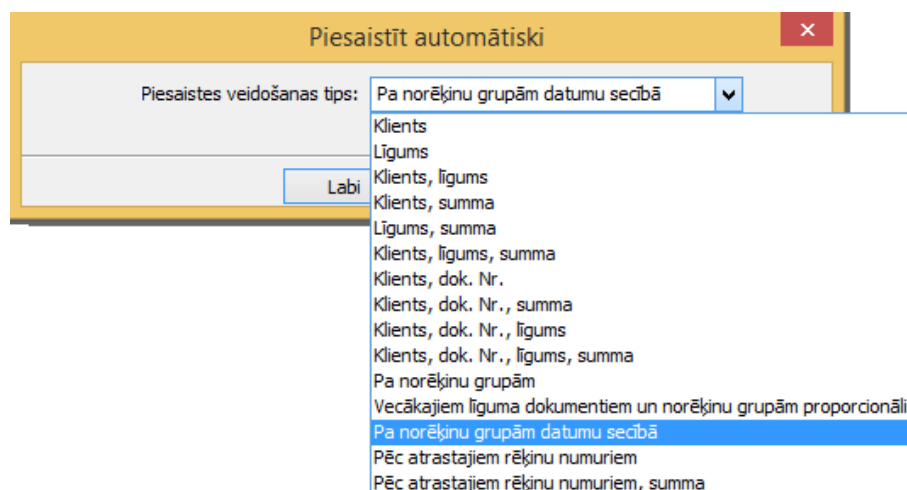 Piesaistīt automātiski
Piesaistes veidošanas tips: Pa norēķinu grupām datumu secībā
Klients
Līgums
Klients, līgums
Labi
Klients, summa
Līgums, summa
Klients, līgums, summa
Klients, dok. Nr.
Klients, dok. Nr., summa
Klients, dok. Nr., līgums
Klients, dok. Nr., līgums, summa
Pa norēķinu grupām
Vecākajiem līguma dokumentiem un norēķinu grupām proporcionāli
Pa norēķinu grupām datumu secībā
Pēc atrastajiem rēķinu numuriem
Pēc atrastajiem rēķinu numuriem, summa